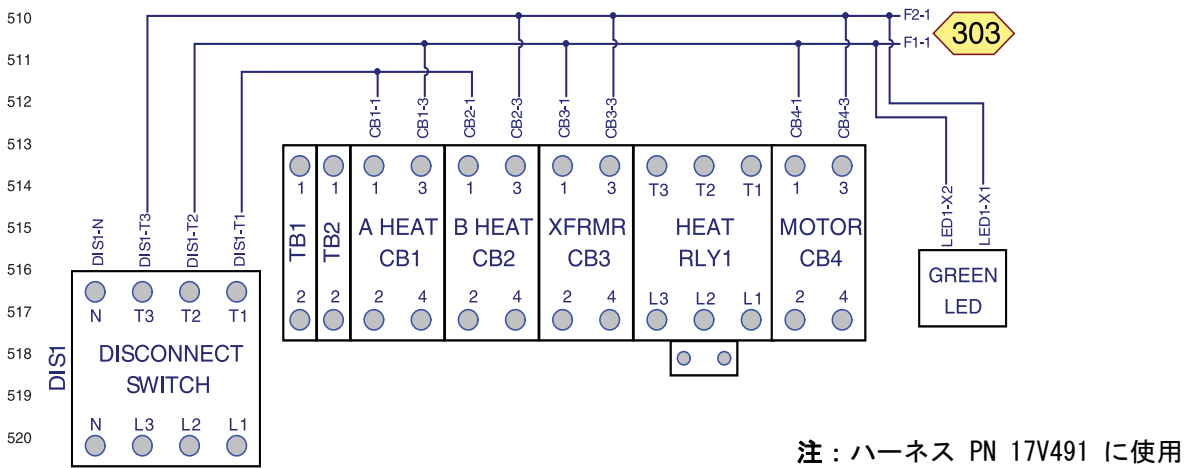 510
511
512
513
514
515
516
517
518
519
520
F2-1
F1-1
303
CB1-1
CB1-3
CB2-1
CB2-3
CB3-1
CB3-3
CB4-1
CB4-3
DIS1-N
DIS1-T3
DIS1-T2
DIS1-T1
LED1-X2
LED1-X1
1 1 1 3 1 3 1 3 T3 T2 T1 1 3
TB1
TB2
A HEAT
CB1
B HEAT
CB2
XFRMR
CB3
HEAT
RLY1
MOTOR
CB4
2 2 2 4 2 4 2 4 L3 L2 L1 2 4
GREEN
LED
N T3 T2 T1
DIS1
DISCONNECT
SWITCH
N L3 L2 L1
注：ハーネス PN 17V491 に使用